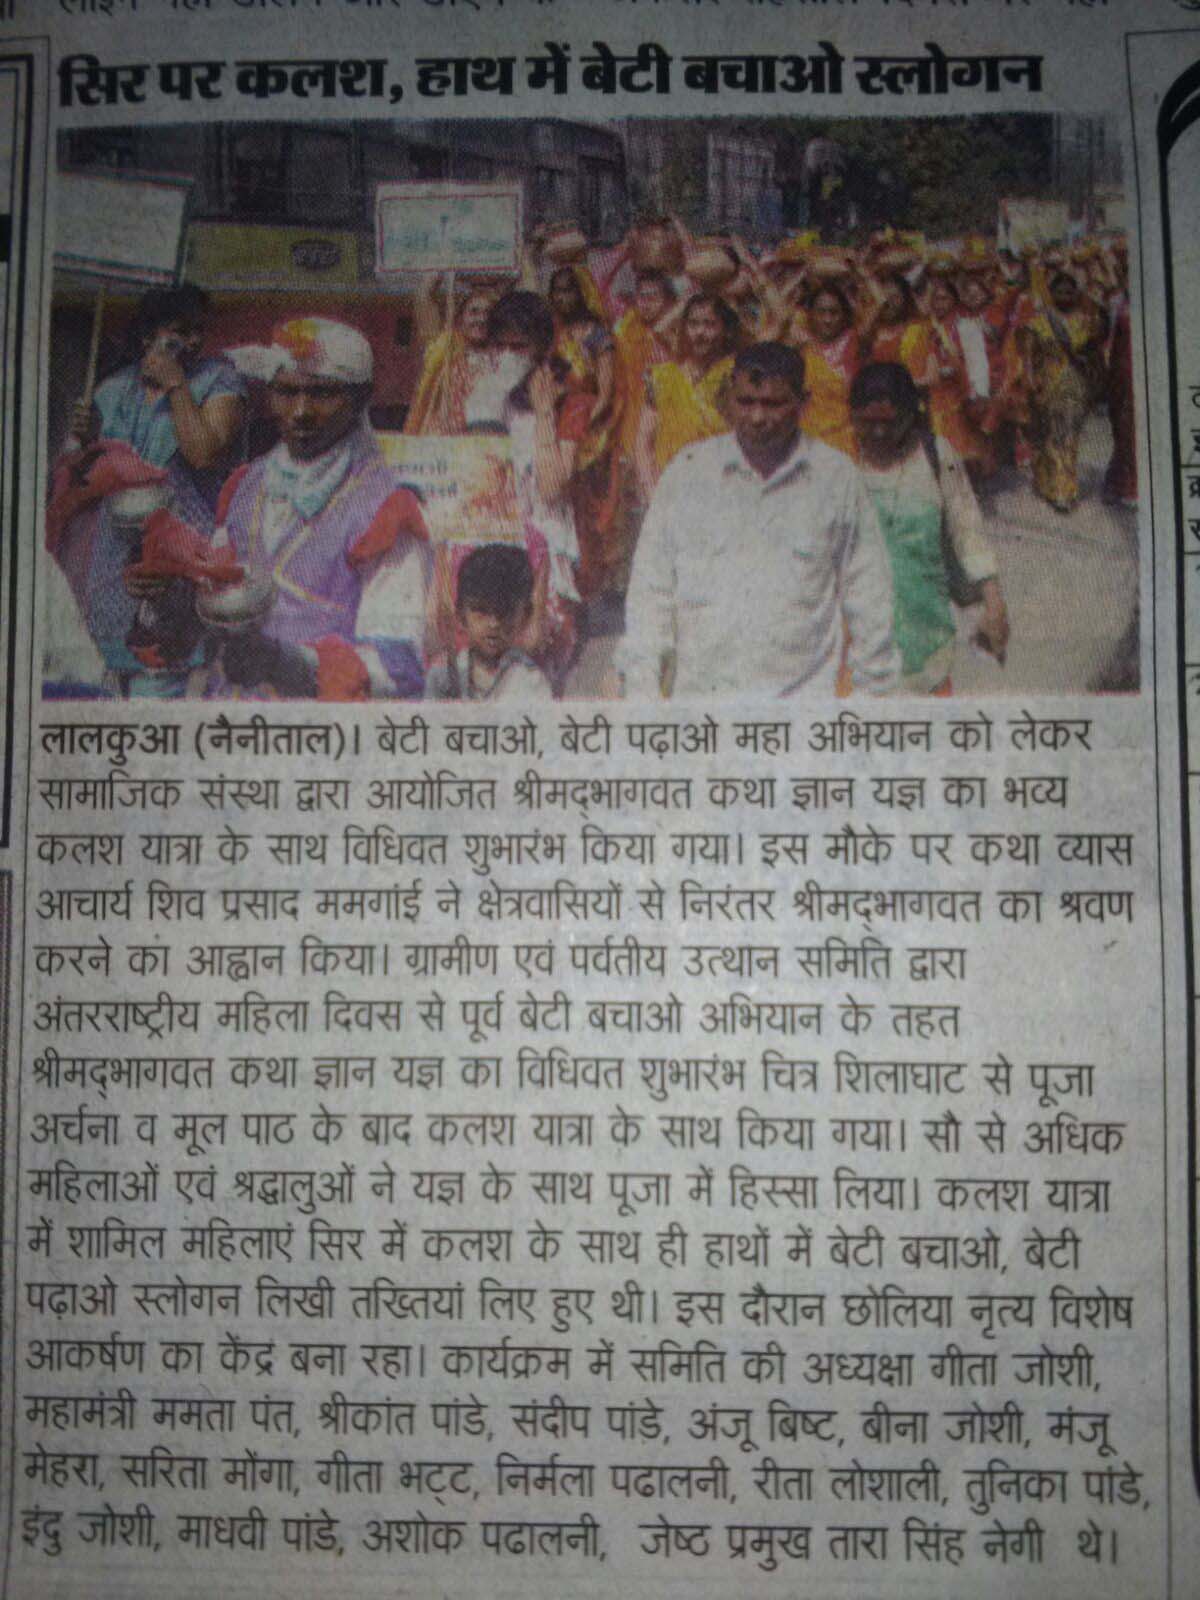 सिर पर कलश, हाथ में बेटी बचाओ स्लोगन
लालकुआ (नैनीताल)। बेटी बचाओ, बेटी पढ़ाओ महा अभियान को लेकर
सामाजिक संस्था द्वारा आयोजित श्रीमद्भागवत कथा ज्ञान यज्ञ का भव्य
कलश यात्रा के साथ विधिवत शुभारंभ किया गया। इस मौके पर कथा व्यास
आचार्य शिव प्रसाद ममगांई ने क्षेत्रवासियों से निरंतर श्रीमद्भागवत का श्रवण
करने का आह्वान किया। ग्रामीण एवं पर्वतीय उत्थान समिति द्वारा
अंतरराष्ट्रीय महिला दिवस से पूर्व बेटी बचाओ अभियान के तहत
श्रीमद्भागवत कथा ज्ञान यज्ञ का विधिवत शुभारंभ चित्र शिलाघाट से पूजा
अर्चना व मूल पाठ के बाद कलश यात्रा के साथ किया गया। सौ से अधिक
महिलाओं एवं श्रद्धालुओं ने यज्ञ के साथ पूजा में हिस्सा लिया। कलश यात्रा
में शामिल महिलाएं सिर में कलश के साथ ही हाथों में बेटी बचाओ, बेटी
पढ़ाओ स्लोगन लिखी तख्तियां लिए हुए थी। इस दौरान छोलिया नृत्य विशेष
आकर्षण का केंद्र बना रहा। कार्यक्रम में समिति की अध्यक्षा गीता जोशी,
महामंत्री ममता पंत, श्रीकांत पांडे, संदीप पांडे, अंजू बिष्ट, बीना जोशी, मंजू
मेहरा, सरिता मोंगा, गीता भट्ट, निर्मला पढालनी, रीता लोशाली, तुनिका पांडे,
इंदु जोशी, माधवी पांडे, अशोक पढालनी, जेष्ट प्रमुख तारा सिंह नेगी थे।